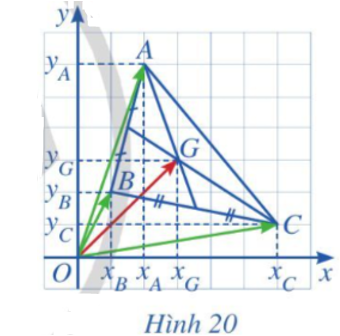 y
y_A
A
y_G
G
y_B
B
y_C
C
O
x_B x_A x_G x_C x
Hình 20